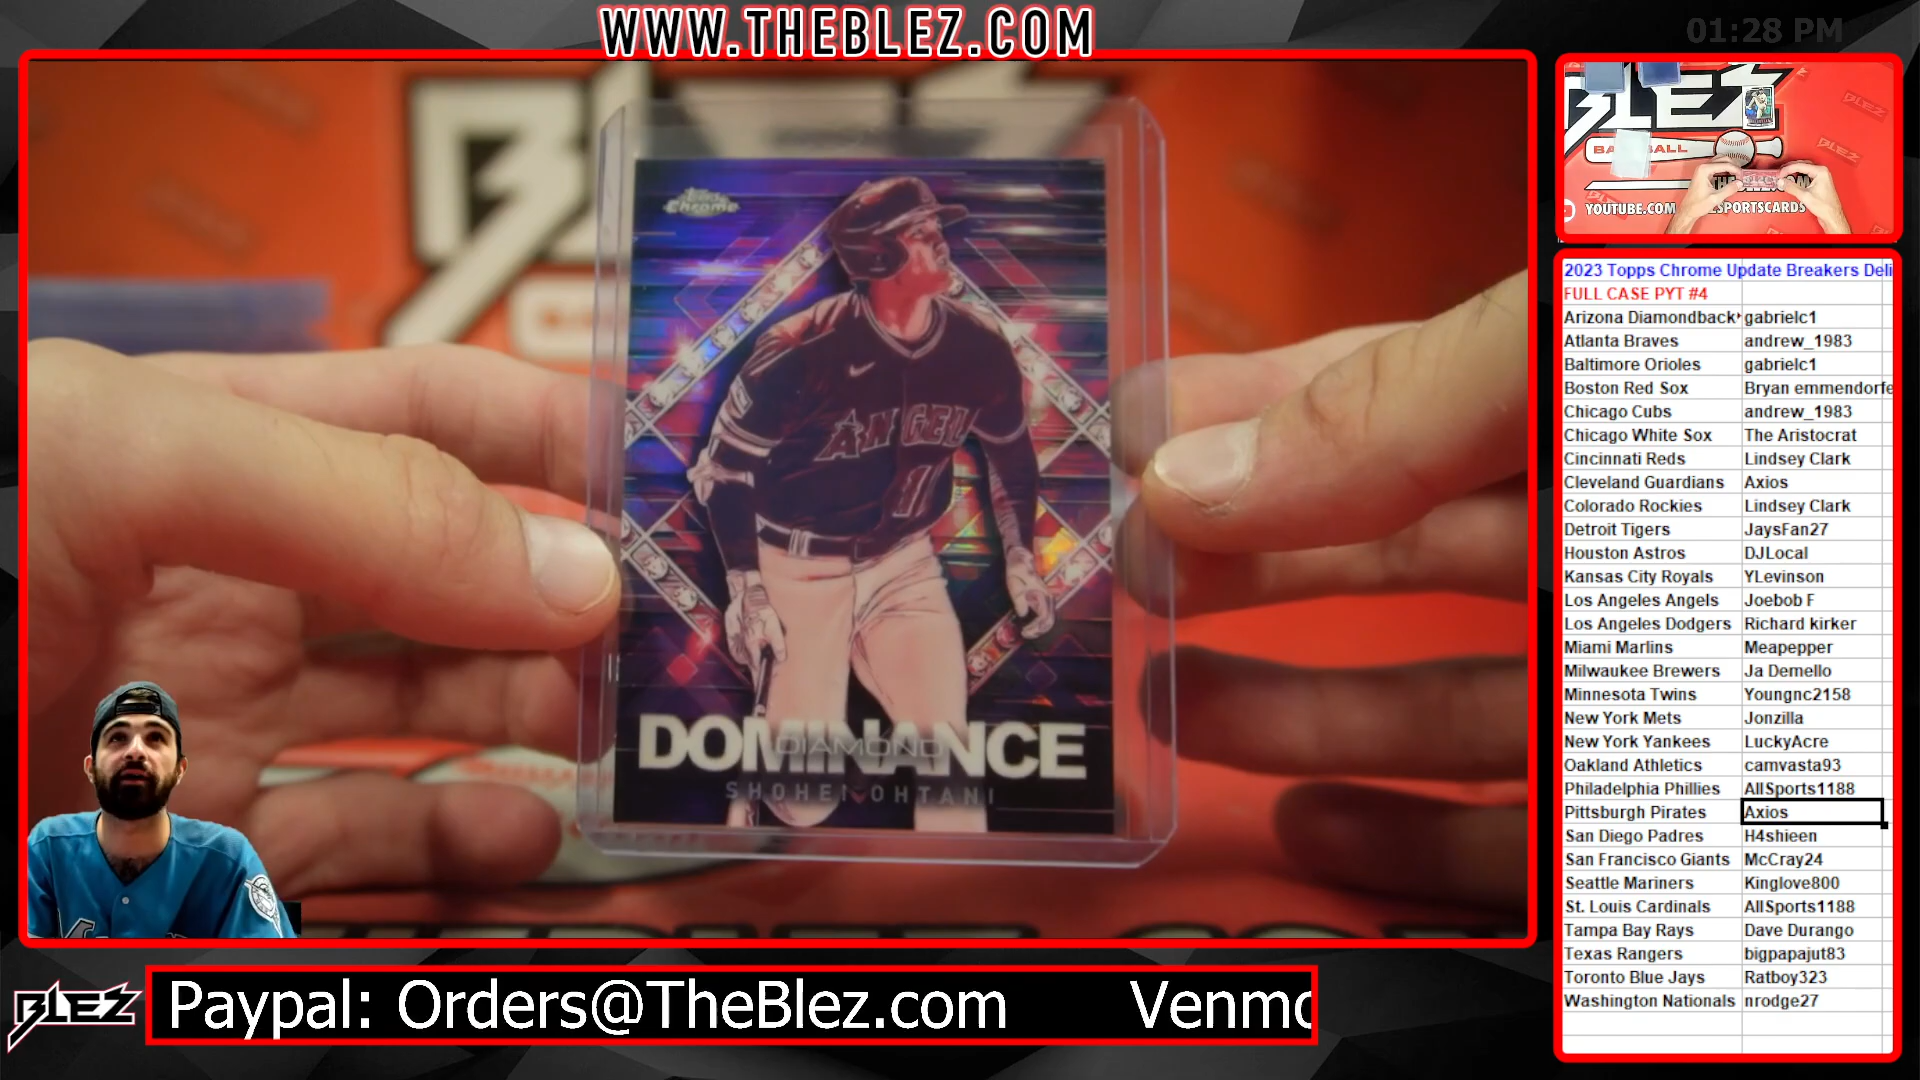 WWW.THEBLEZ.COM
01:28 PM
Topps
Chrome
ANGEL
DOMINANCE
DIAMOND
SHOHEI OHTANI
BLEZ
YOUTUBE.COM
SPORTSCARDS
2023 Topps Chrome Update Breakers Deli
FULL CASE PYT #4
Arizona Diamondback gabrielc1
Atlanta Braves andrew_1983
Baltimore Orioles gabrielc1
Boston Red Sox Bryan emmendorfe
Chicago Cubs andrew_1983
Chicago White Sox The Aristocrat
Cincinnati Reds Lindsey Clark
Cleveland Guardians Axios
Colorado Rockies Lindsey Clark
Detroit Tigers JaysFan27
Houston Astros DJLocal
Kansas City Royals YLevinson
Los Angeles Angels Joebob F
Los Angeles Dodgers Richard kirker
Miami Marlins Meapepper
Milwaukee Brewers Ja Demello
Minnesota Twins Youngnc2158
New York Mets Jonzilla
New York Yankees LuckyAcre
Oakland Athletics camvasta93
Philadelphia Phillies AllSports1188
Pittsburgh Pirates Axios
San Diego Padres H4shieen
San Francisco Giants McCray24
Seattle Mariners Kinglove800
St. Louis Cardinals AllSports1188
Tampa Bay Rays Dave Durango
Texas Rangers bigpapajut83
Toronto Blue Jays Ratboy323
Washington Nationals nrodge27
BLEZ
Paypal: Orders@TheBlez.com Venmo